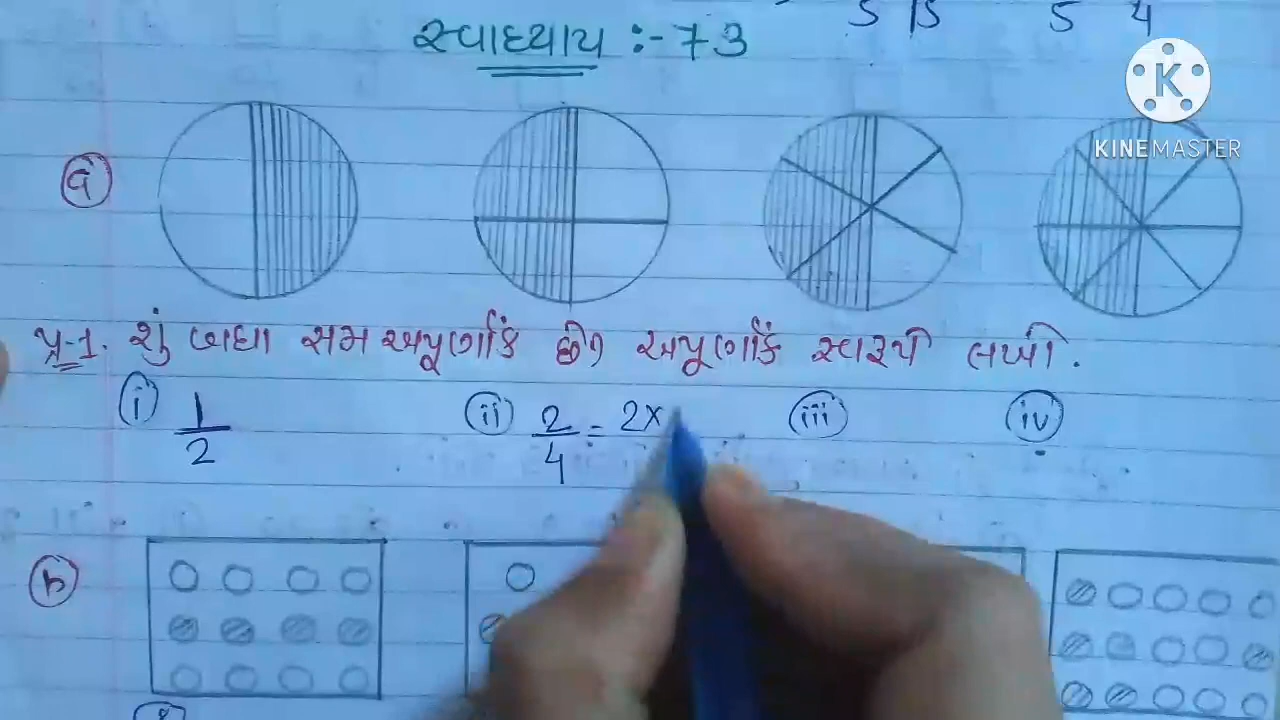 5 15 5 4
સ્વાધ્યાય :- 7 3
K
KINEMASTER
a
પ્ર-1. શું બધા સમ અપૂર્ણાંક છે? અપૂર્ણાંક સ્વરૂપે લખો.
i 1/2 ii 2/4 = 2x iii iv
b